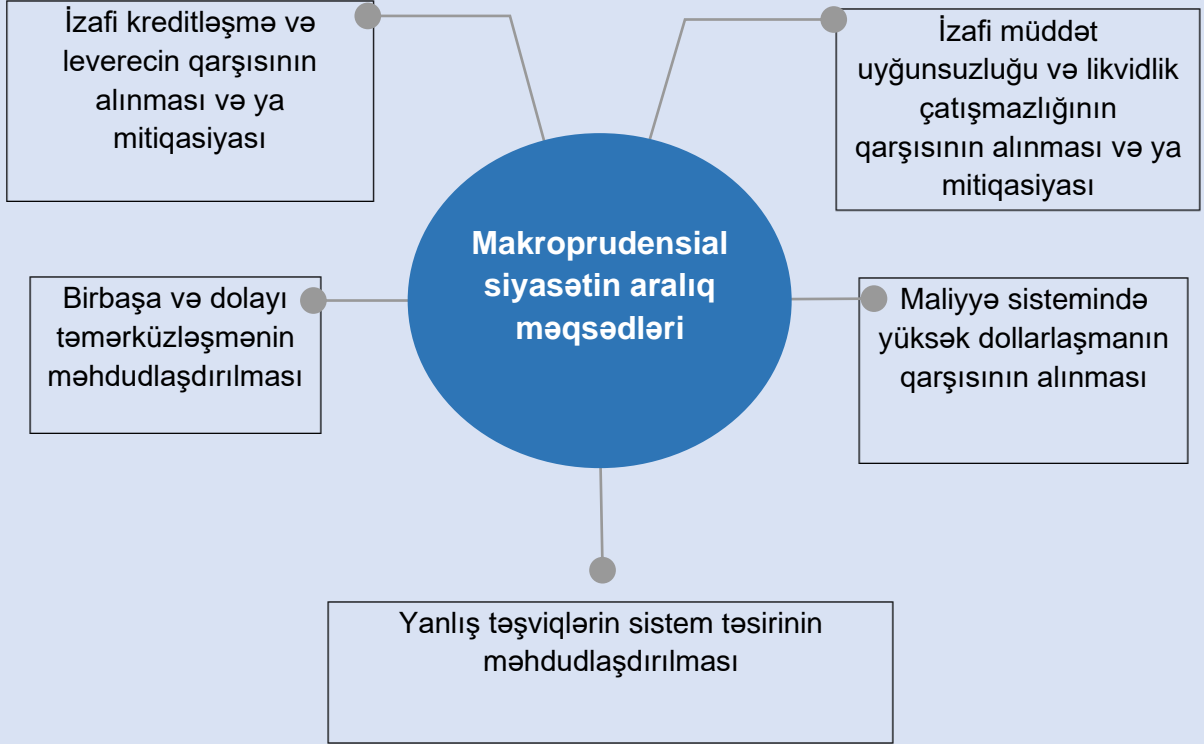 İzafi kreditləşmə və
leverecin qarşısının
alınması və ya
mitiqasiyası
İzafi müddət
uyğunsuzluğu və likvidlik
çatışmazlığının
qarşısının alınması və ya
mitiqasiyası
Makroprudensial
siyasətin aralıq
məqsədləri
Birbaşa və dolayı
təmərküzləşmənin
məhdudlaşdırılması
Maliyyə sistemində
yüksək dollarlaşmanın
qarşısının alınması
Yanlış təşviqlərin sistem təsirinin
məhdudlaşdırılması